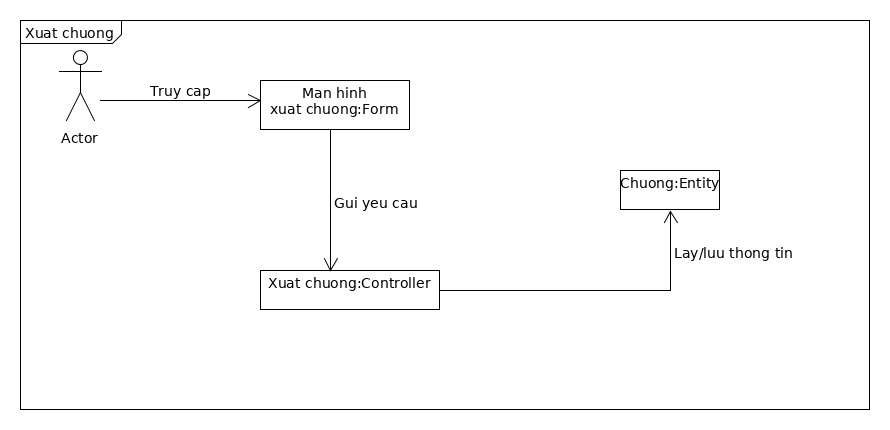 Xuat chuong
Truy cap
Man hinh
xuat chuong:Form
Actor
Chuong:Entity
Gui yeu cau
Lay/luu thong tin
Xuat chuong:Controller